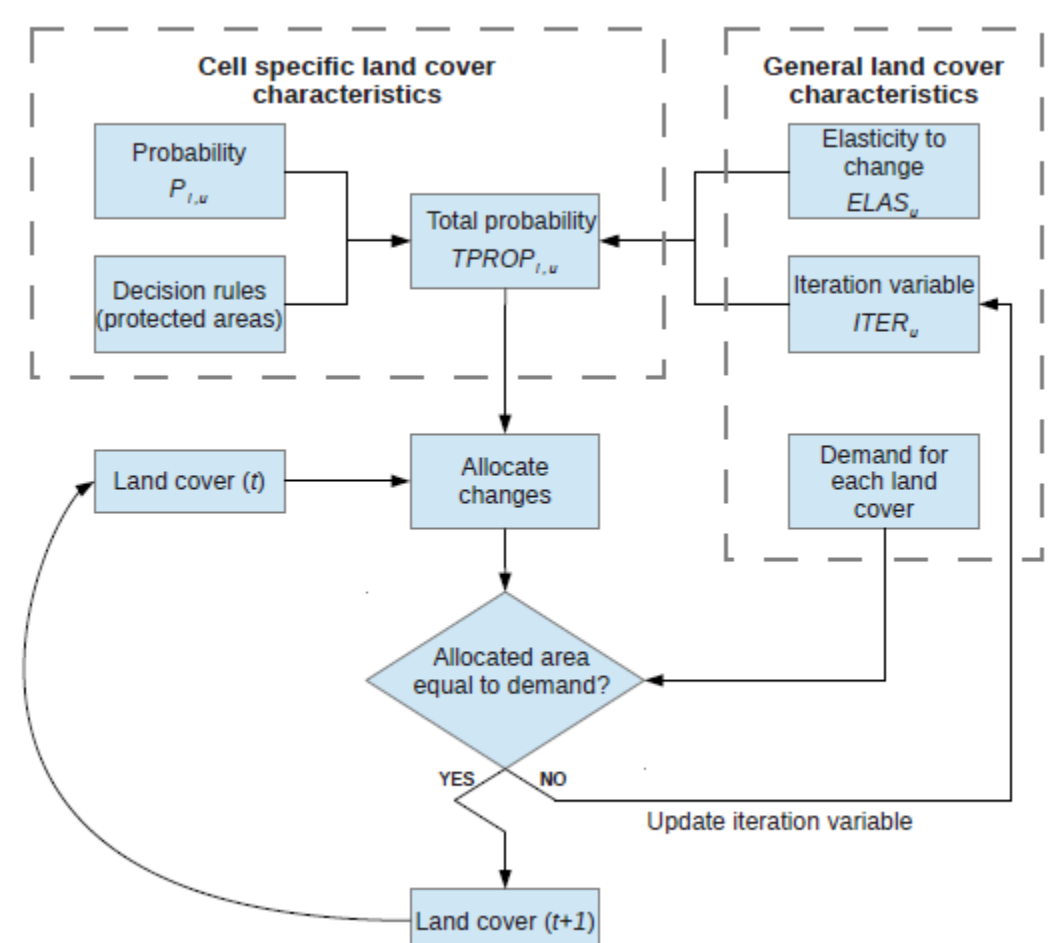 Cell specific land cover
characteristics
General land cover
characteristics
Probability
P l,u
Decision rules
(protected areas)
Total probability
TPROP l,u
Elasticity to
change
ELAS u
Iteration variable
ITER u
Land cover (t)
Allocate
changes
Demand for
each land
cover
Allocated area
equal to demand?
YES
NO
Update iteration variable
Land cover (t+1)